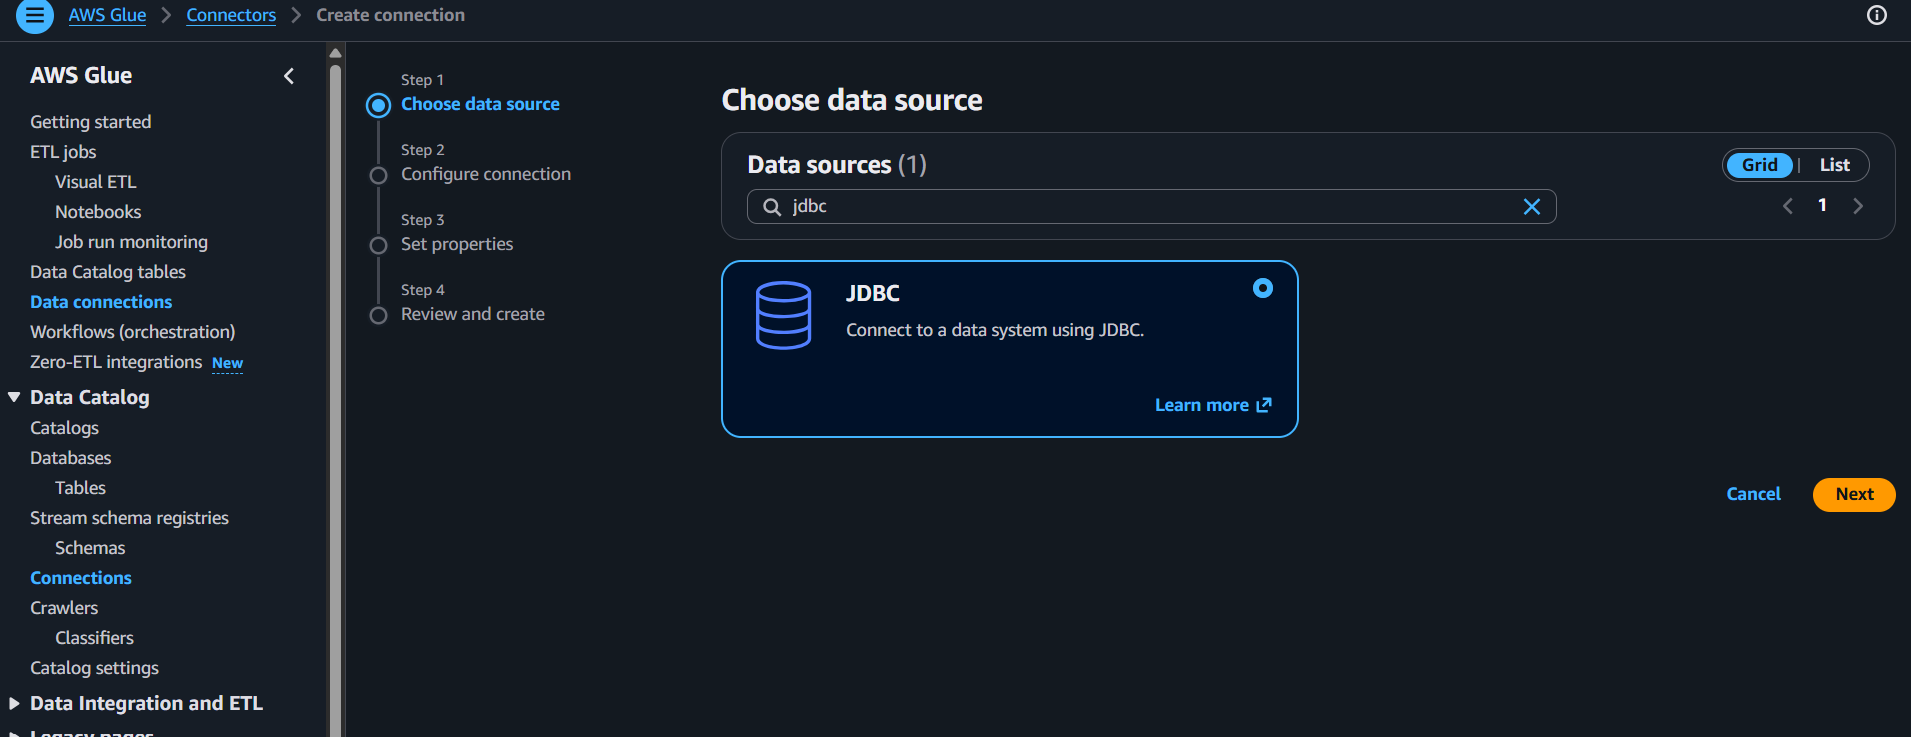 AWS Glue > Connectors > Create connection
AWS Glue
Getting started
ETL jobs
Visual ETL
Notebooks
Job run monitoring
Data Catalog tables
Data connections
Workflows (orchestration)
Zero-ETL integrations New
Data Catalog
Catalogs
Databases
Tables
Stream schema registries
Schemas
Connections
Crawlers
Classifiers
Catalog settings
Data Integration and ETL
Legacy pages
Step 1
Choose data source
Step 2
Configure connection
Step 3
Set properties
Step 4
Review and create
Choose data source
Data sources (1)
Grid | List
jdbc
1
JDBC
Connect to a data system using JDBC.
Learn more
Cancel
Next